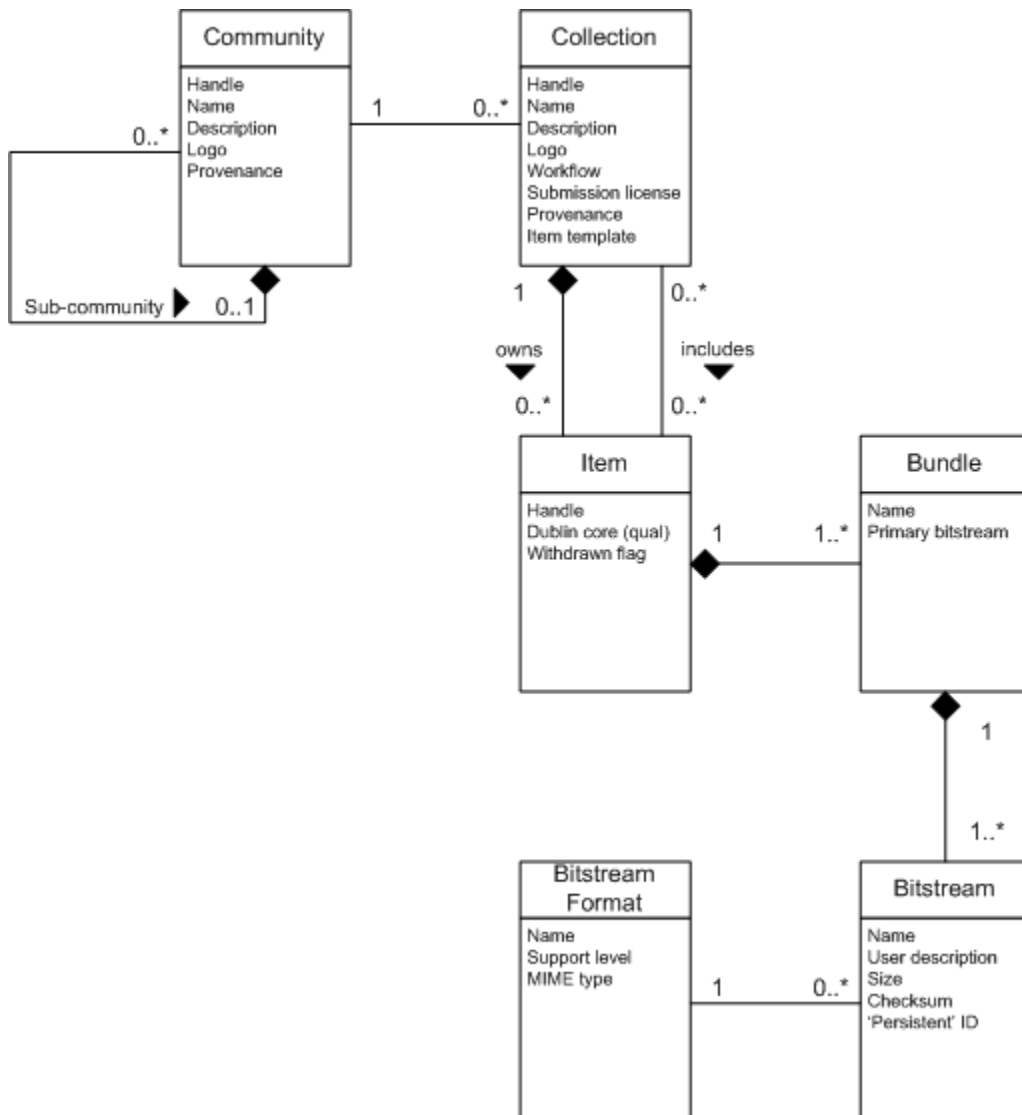 Community
Handle
Name
Description
Logo
Provenance
Collection
Handle
Name
Description
Logo
Workflow
Submission license
Provenance
Item template
1
0..*
0..*
Sub-community
0..1
1
0..*
owns
includes
0..*
0..*
Item
Handle
Dublin core (qual)
Withdrawn flag
Bundle
Name
Primary bitstream
1
1..*
1
1..*
Bitstream
Format
Name
Support level
MIME type
Bitstream
Name
User description
Size
Checksum
‘Persistent’ ID
1
0..*